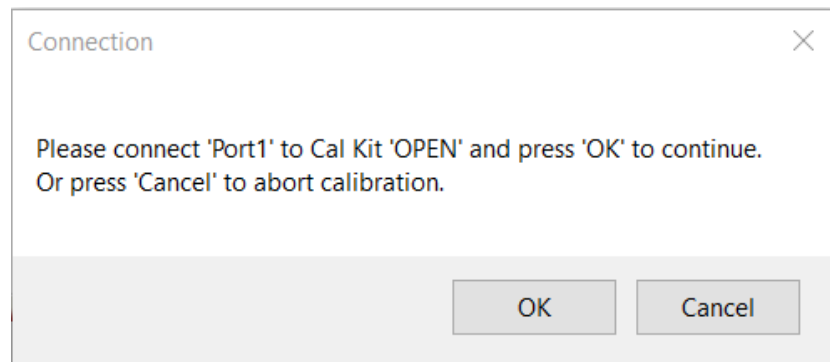 Connection
Please connect 'Port1' to Cal Kit 'OPEN' and press 'OK' to continue.
Or press 'Cancel' to abort calibration.
OK
Cancel